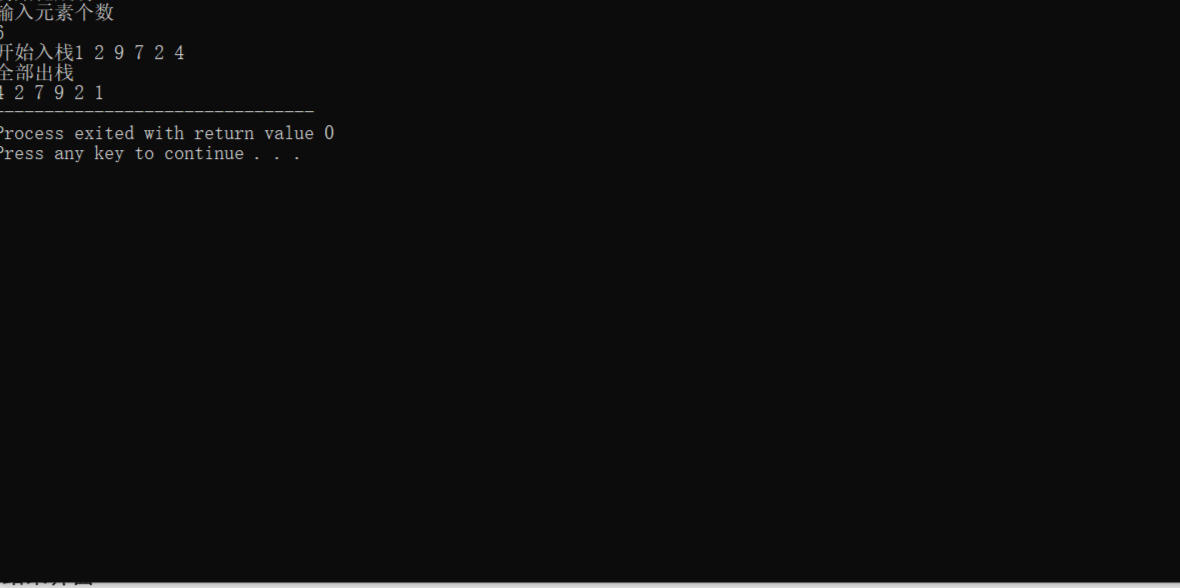 输入元素个数
6
开始入栈1 2 9 7 2 4
全部出栈
4 2 7 9 2 1
--------------------------------
Process exited with return value 0
Press any key to continue . . .